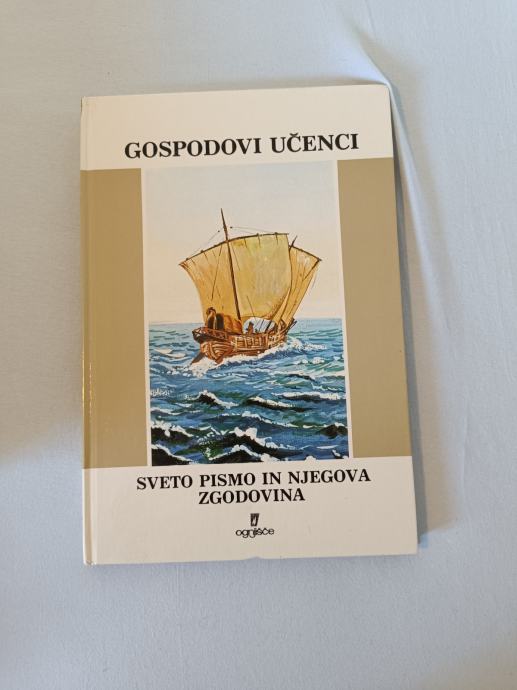 GOSPODOVI UČENCI
SVETO PISMO IN NJEGOVA
ZGODOVINA
ognjišče